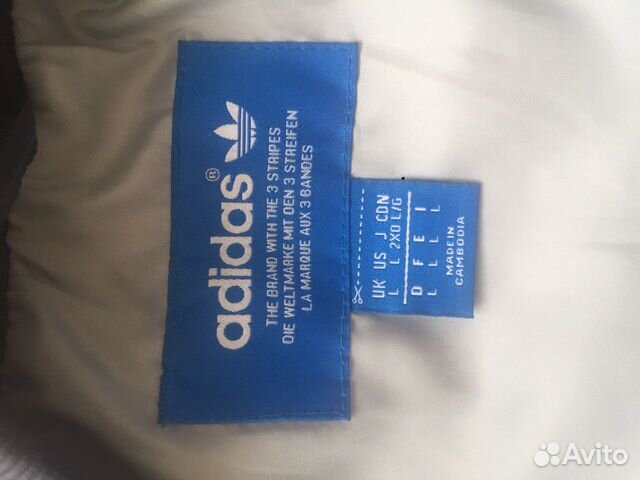 adidas®
THE BRAND WITH THE 3 STRIPES
DIE WELTMARKE MIT DEN 3 STREIFEN
LA MARQUE AUX 3 BANDES
UK US J CDN
L L 2XO L/G
D F E I
L L L L
MADE IN
CAMBODIA
Avito